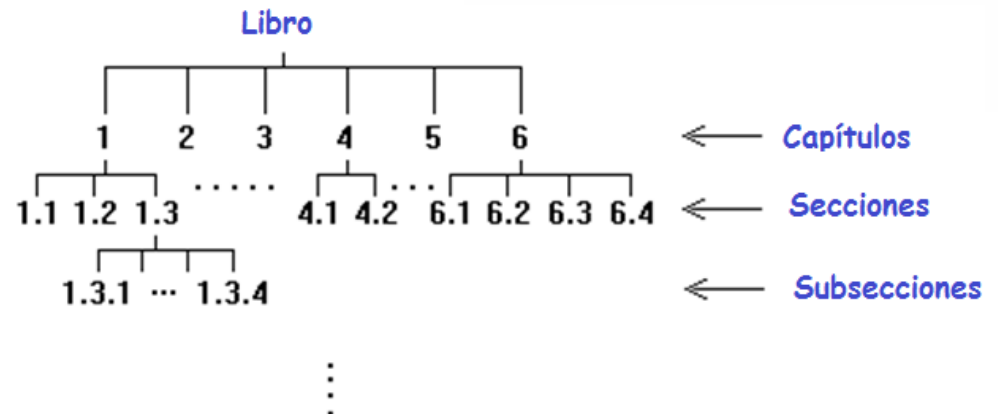 Libro
1 2 3 4 5 6 Capítulos
1.1 1.2 1.3 ..... 4.1 4.2 ... 6.1 6.2 6.3 6.4 Secciones
1.3.1 ... 1.3.4 Subsecciones